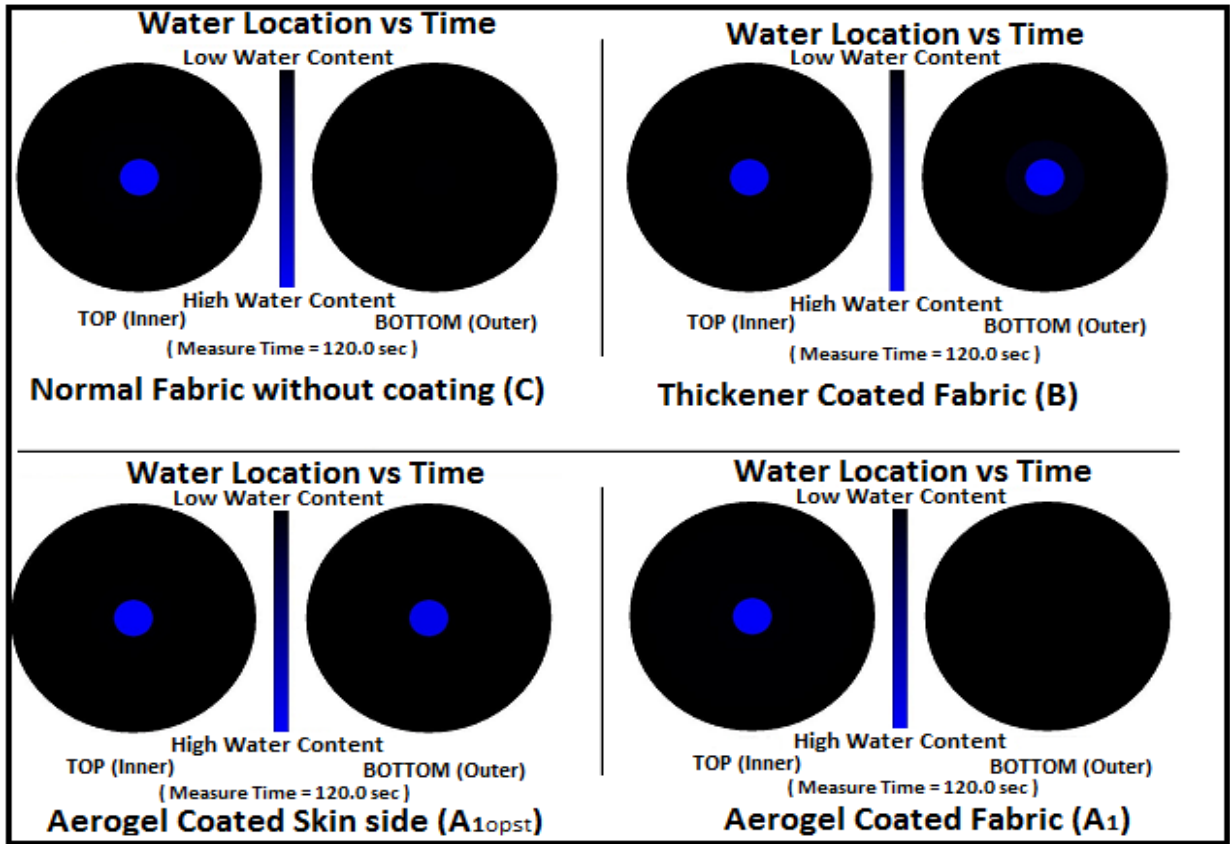 Water Location vs Time
Low Water Content
High Water Content
TOP (Inner)
BOTTOM (Outer)
( Measure Time = 120.0 sec )
Normal Fabric without coating (C)
Water Location vs Time
Low Water Content
High Water Content
TOP (Inner)
BOTTOM (Outer)
( Measure Time = 120.0 sec )
Thickener Coated Fabric (B)
Water Location vs Time
Low Water Content
High Water Content
TOP (Inner)
BOTTOM (Outer)
( Measure Time = 120.0 sec )
Aerogel Coated Skin side (A1opst)
Water Location vs Time
Low Water Content
High Water Content
TOP (Inner)
BOTTOM (Outer)
( Measure Time = 120.0 sec )
Aerogel Coated Fabric (A1)